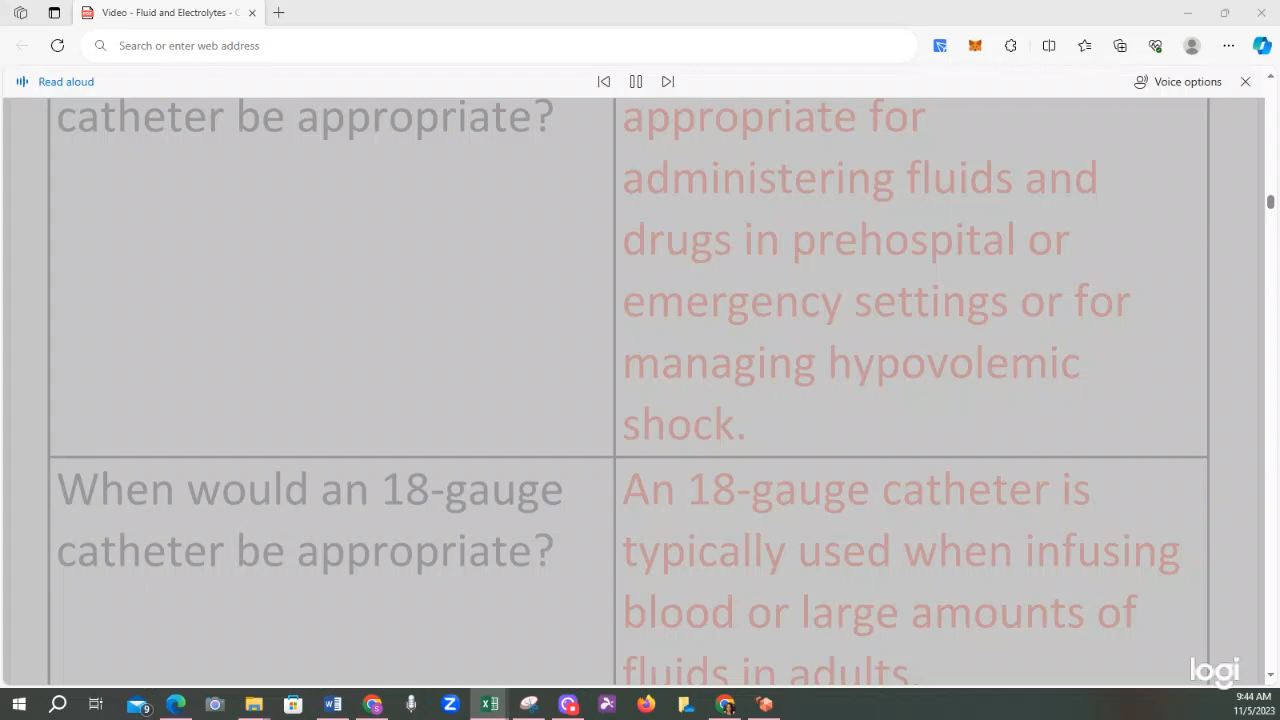 Video - Fluid and Electrolytes - C
Search or enter web address
Read aloud
Voice options
catheter be appropriate?
appropriate for
administering fluids and
drugs in prehospital or
emergency settings or for
managing hypovolemic
shock.
When would an 18-gauge
catheter be appropriate?
An 18-gauge catheter is
typically used when infusing
blood or large amounts of
fluids in adults.
logi
9:44 AM
11/5/2023